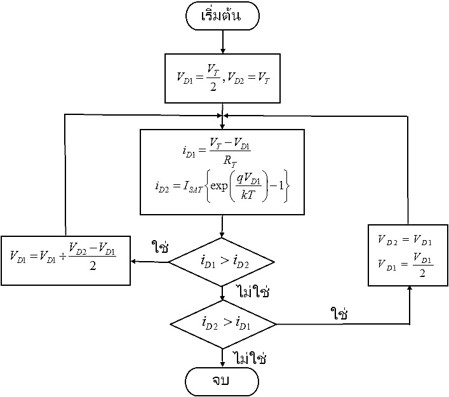 เริ่มต้น
V_{D1} = \frac{V_T}{2}, V_{D2} = V_T
i_{D1} = \frac{V_T - V_{D1}}{R_T}
i_{D2} = I_{SAT} \left\{ \exp\left( \frac{qV_{D1}}{kT} \right) - 1 \right\}
ใช่
V_{D1} = V_{D1} + \frac{V_{D2} - V_{D1}}{2}
i_{D1} > i_{D2}
V_{D2} = V_{D1}
V_{D1} = \frac{V_{D1}}{2}
ไม่ใช่
i_{D2} > i_{D1}
ใช่
ไม่ใช่
จบ